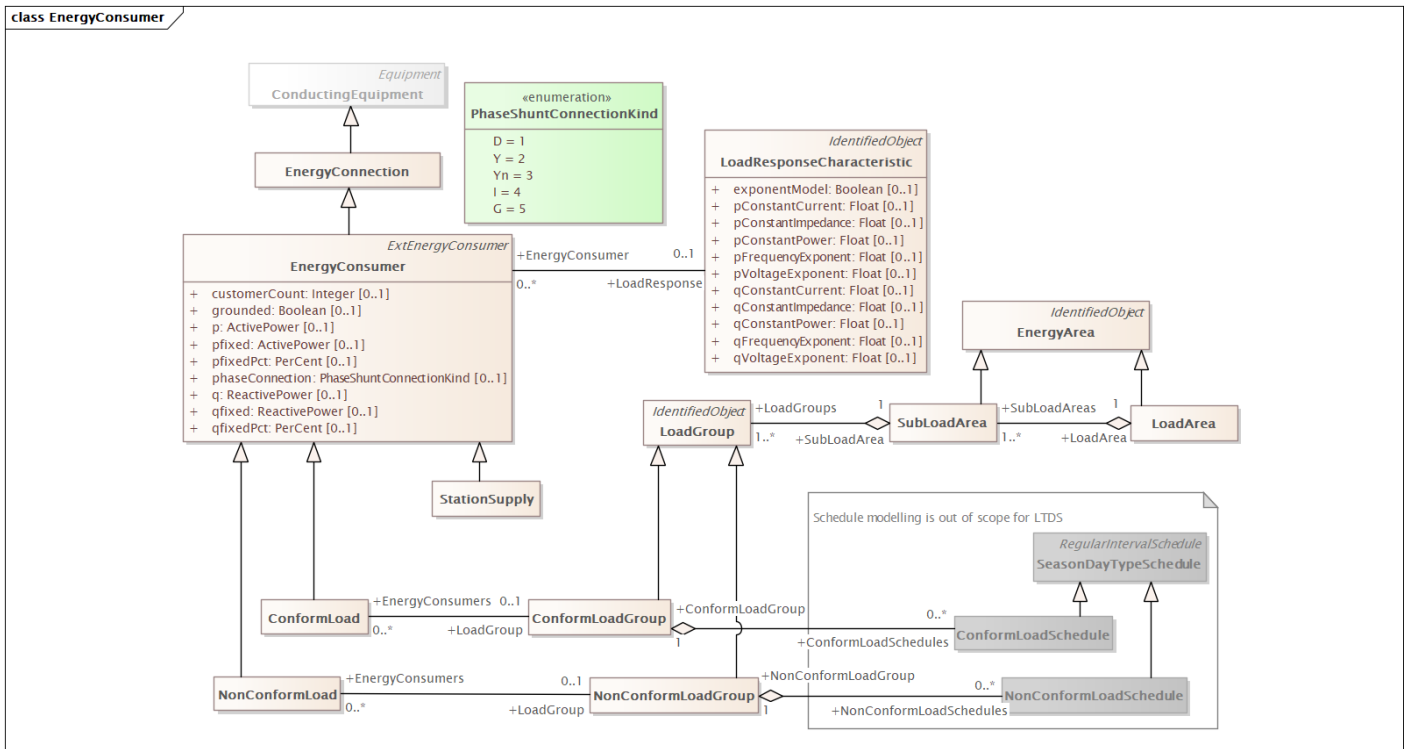 class EnergyConsumer
Equipment
ConductingEquipment
«enumeration»
PhaseShuntConnectionKind
D = 1
Y = 2
Yn = 3
I = 4
G = 5
IdentifiedObject
LoadResponseCharacteristic
+ exponentModel: Boolean [0..1]
+ pConstantCurrent: Float [0..1]
+ pConstantImpedance: Float [0..1]
+ pConstantPower: Float [0..1]
+ pFrequencyExponent: Float [0..1]
+ pVoltageExponent: Float [0..1]
+ qConstantCurrent: Float [0..1]
+ qConstantImpedance: Float [0..1]
+ qConstantPower: Float [0..1]
+ qFrequencyExponent: Float [0..1]
+ qVoltageExponent: Float [0..1]
EnergyConnection
ExtEnergyConsumer
EnergyConsumer
+ customerCount: Integer [0..1]
+ grounded: Boolean [0..1]
+ p: ActivePower [0..1]
+ pfixed: ActivePower [0..1]
+ pfixedPct: PerCent [0..1]
+ phaseConnection: PhaseShuntConnectionKind [0..1]
+ q: ReactivePower [0..1]
+ qfixed: ReactivePower [0..1]
+ qfixedPct: PerCent [0..1]
+EnergyConsumer
0..1
0..*
+LoadResponse
IdentifiedObject
EnergyArea
IdentifiedObject
LoadGroup
+LoadGroups
1
1..*
+SubLoadArea
SubLoadArea
+SubLoadAreas
1
1..*
+LoadArea
LoadArea
StationSupply
Schedule modelling is out of scope for LTDS
RegularIntervalSchedule
SeasonDayTypeSchedule
ConformLoad
+EnergyConsumers
0..1
0..*
+LoadGroup
ConformLoadGroup
+ConformLoadGroup
0..*
1
+ConformLoadSchedules
ConformLoadSchedule
NonConformLoad
+EnergyConsumers
0..1
0..*
+LoadGroup
NonConformLoadGroup
+NonConformLoadGroup
0..*
1
+NonConformLoadSchedules
NonConformLoadSchedule